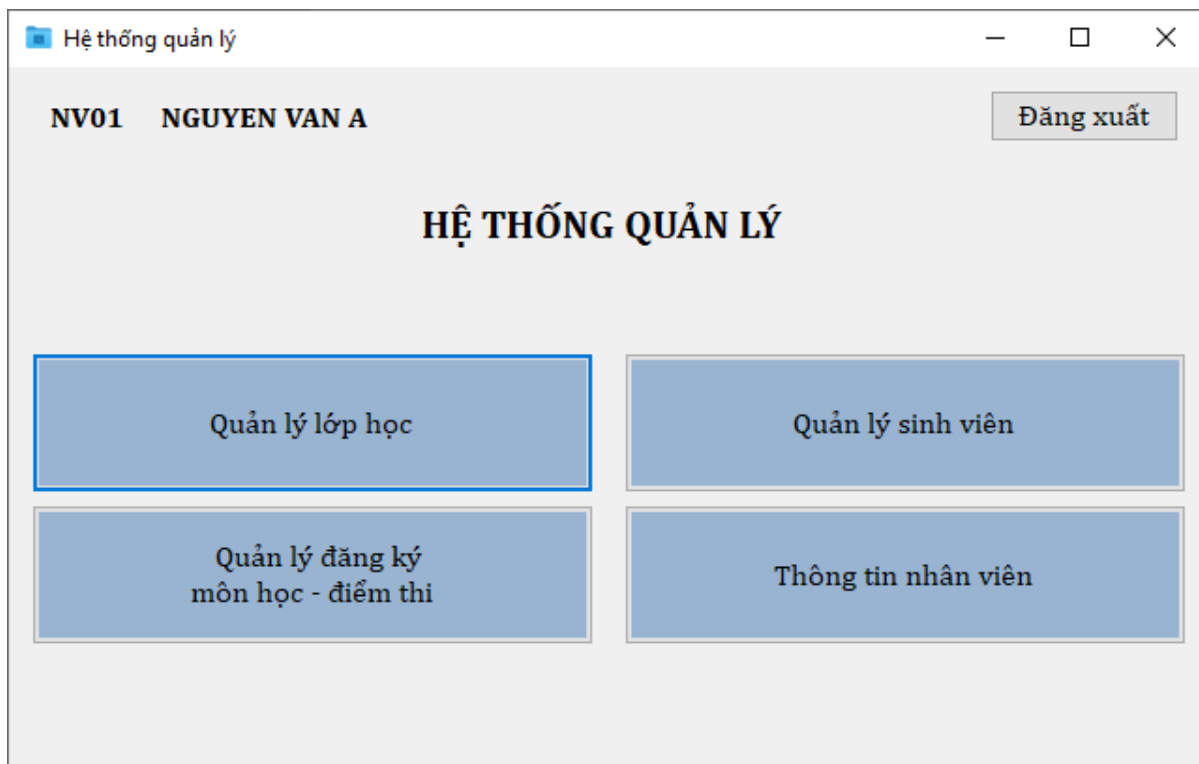 Hệ thống quản lý
NV01 NGUYEN VAN A
Đăng xuất
HỆ THỐNG QUẢN LÝ
Quản lý lớp học
Quản lý sinh viên
Quản lý đăng ký
môn học - điểm thi
Thông tin nhân viên